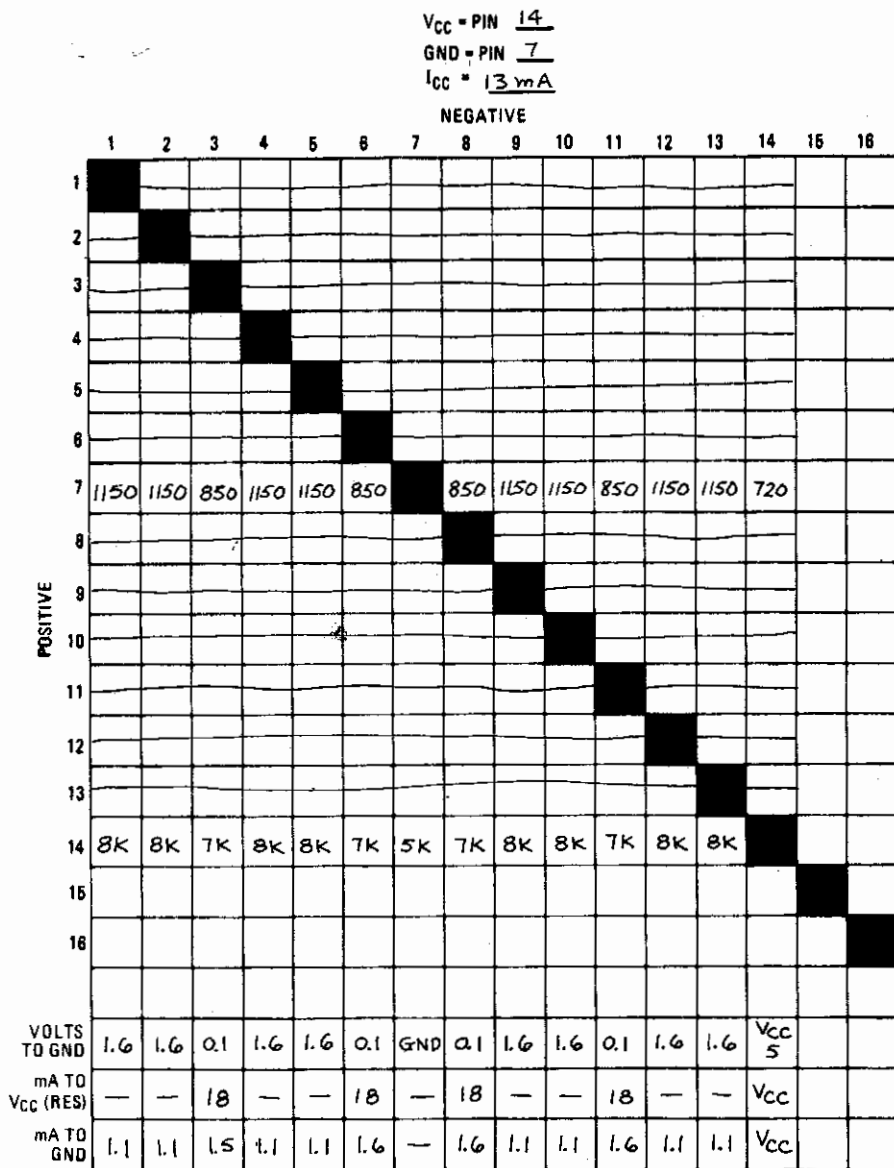 VCC = PIN 14
GND = PIN 7
ICC = 13 mA
NEGATIVE
1 2 3 4 5 6 7 8 9 10 11 12 13 14 15 16
1
2
3
4
5
6
7 1150 1150 850 1150 1150 850 850 1150 1150 850 1150 1150 720
8
9
POSITIVE
10
11
12
13
14 8K 8K 7K 8K 8K 7K 5K 7K 8K 8K 7K 8K 8K
15
16
VOLTS TO GND 1.6 1.6 0.1 1.6 1.6 0.1 GND 0.1 1.6 1.6 0.1 1.6 1.6 VCC 5
mA TO VCC (RES) — — 18 — — 18 — 18 — — 18 — — VCC
mA TO GND 1.1 1.1 1.5 1.1 1.1 1.6 — 1.6 1.1 1.1 1.6 1.1 1.1 VCC